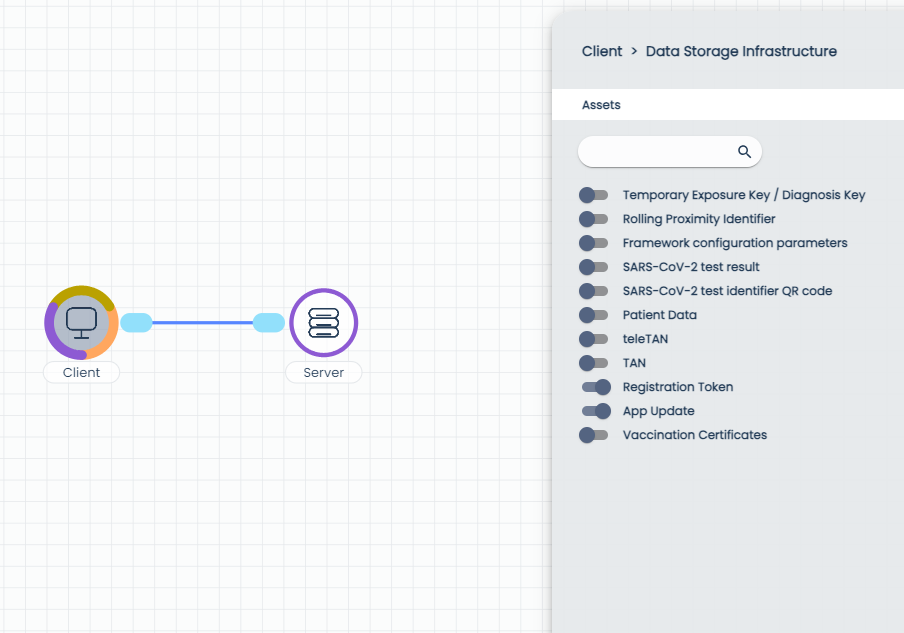 Client > Data Storage Infrastructure
Assets
Temporary Exposure Key / Diagnosis Key
Rolling Proximity Identifier
Framework configuration parameters
SARS-CoV-2 test result
SARS-CoV-2 test identifier QR code
Patient Data
teleTAN
TAN
Registration Token
App Update
Vaccination Certificates
Client
Server